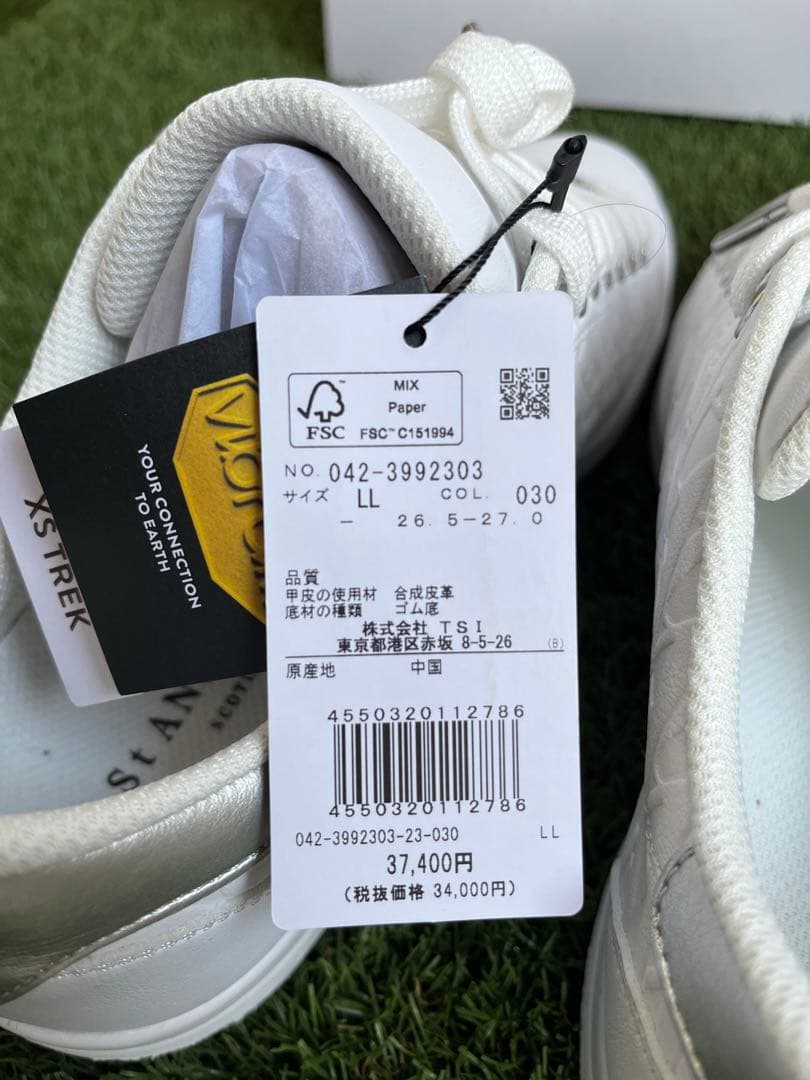 MIX
Paper
FSC
FSC™ C151994
NO. 042-3992303
サイズ LL COL. 030
— 26.5-27.0
品質
甲皮の使用材 合成皮革
底材の種類 ゴム底
株式会社 TSI
東京都港区赤坂 8-5-26 (8)
原産地 中国
4550320112786
4550320112786
042-3992303-23-030 LL
37,400円
(税抜価格 34,000円)
YOUR CONNECTION
TO EARTH
XS TREK
St AN
SCOT